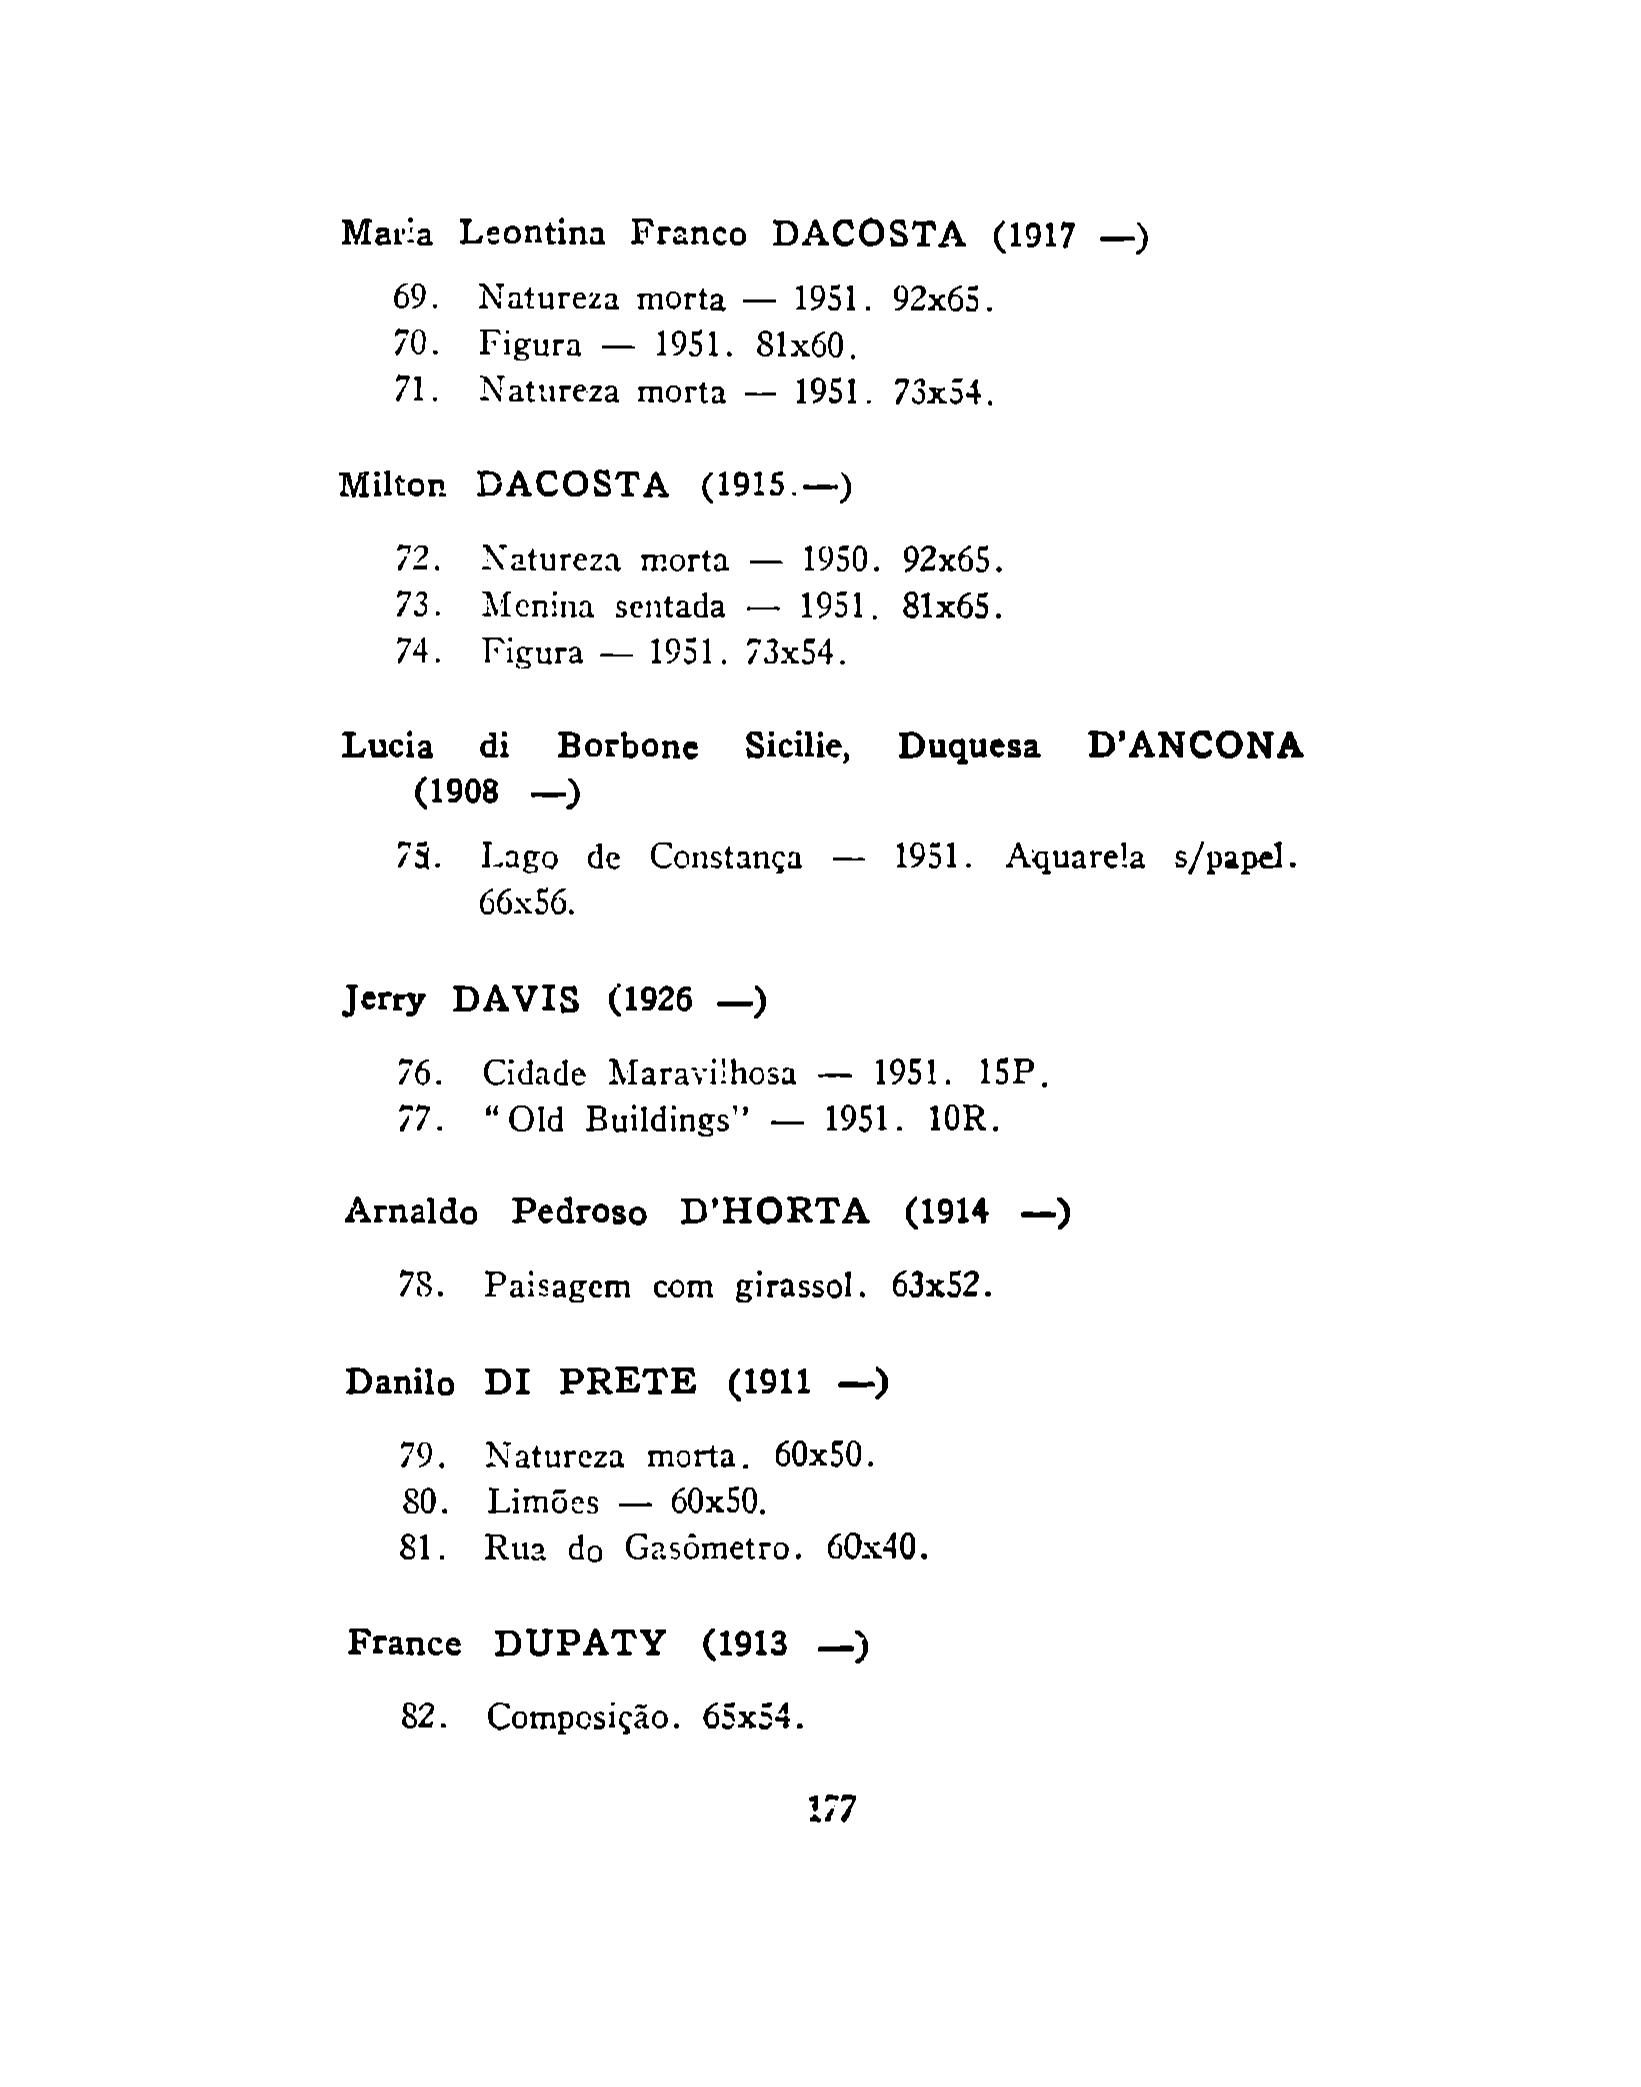 Maria Leontina Franco DACOSTA (1917 —)
69. Natureza morta — 1951. 92x65.
70. Figura — 1951. 81x60.
71. Natureza morta — 1951. 73x54.
Milton DACOSTA (1915.—)
72. Natureza morta — 1950. 92x65.
73. Menina sentada — 1951. 81x65.
74. Figura — 1951. 73x54.
Lucia di Borbone Sicilie, Duquesa D'ANCONA
(1908 —)
75. Lago de Constança — 1951. Aquarela s/papel.
66x56.
Jerry DAVIS (1926 —)
76. Cidade Maravilhosa — 1951. 15P.
77. "Old Buildings" — 1951. 10R.
Arnaldo Pedroso D'HORTA (1914 —)
78. Paisagem com girassol. 63x52.
Danilo DI PRETE (1911 —)
79. Natureza morta. 60x50.
80. Limões — 60x50.
81. Rua do Gasômetro. 60x40.
France DUPATY (1913 —)
82. Composição. 65x54.
177